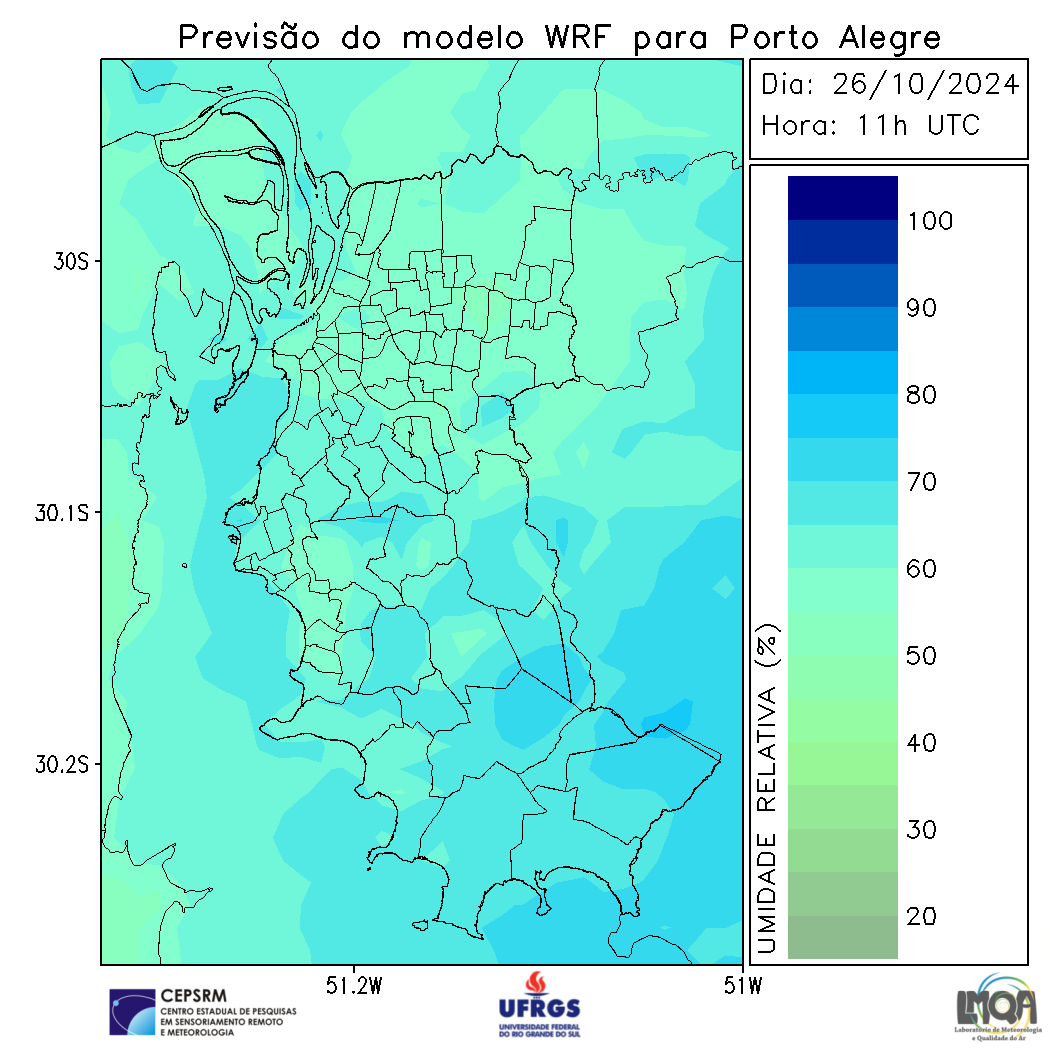 Previsão do modelo WRF para Porto Alegre
Dia: 26/10/2024
Hora: 11h UTC
30S
30.1S
30.2S
51.2W
51W
UMIDADE RELATIVA (%)
100
90
80
70
60
50
40
30
20
CEPSRM
CENTRO ESTADUAL DE PESQUISAS
EM SENSORIAMENTO REMOTO
E METEOROLOGIA
UFRGS
UNIVERSIDADE FEDERAL
DO RIO GRANDE DO SUL
LMQA
Laboratório de Meteorologia
e Qualidade do Ar